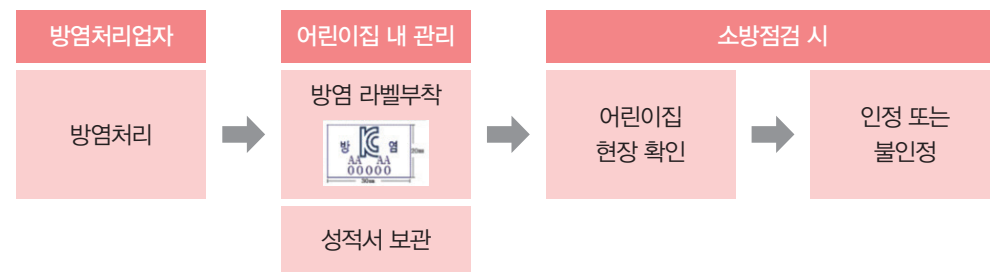 방염처리업자
어린이집 내 관리
소방점검 시
방염처리
방염 라벨부착
방 KC 염
AA AA
00000
30㎜
성적서 보관
어린이집
현장 확인
인정 또는
불인정